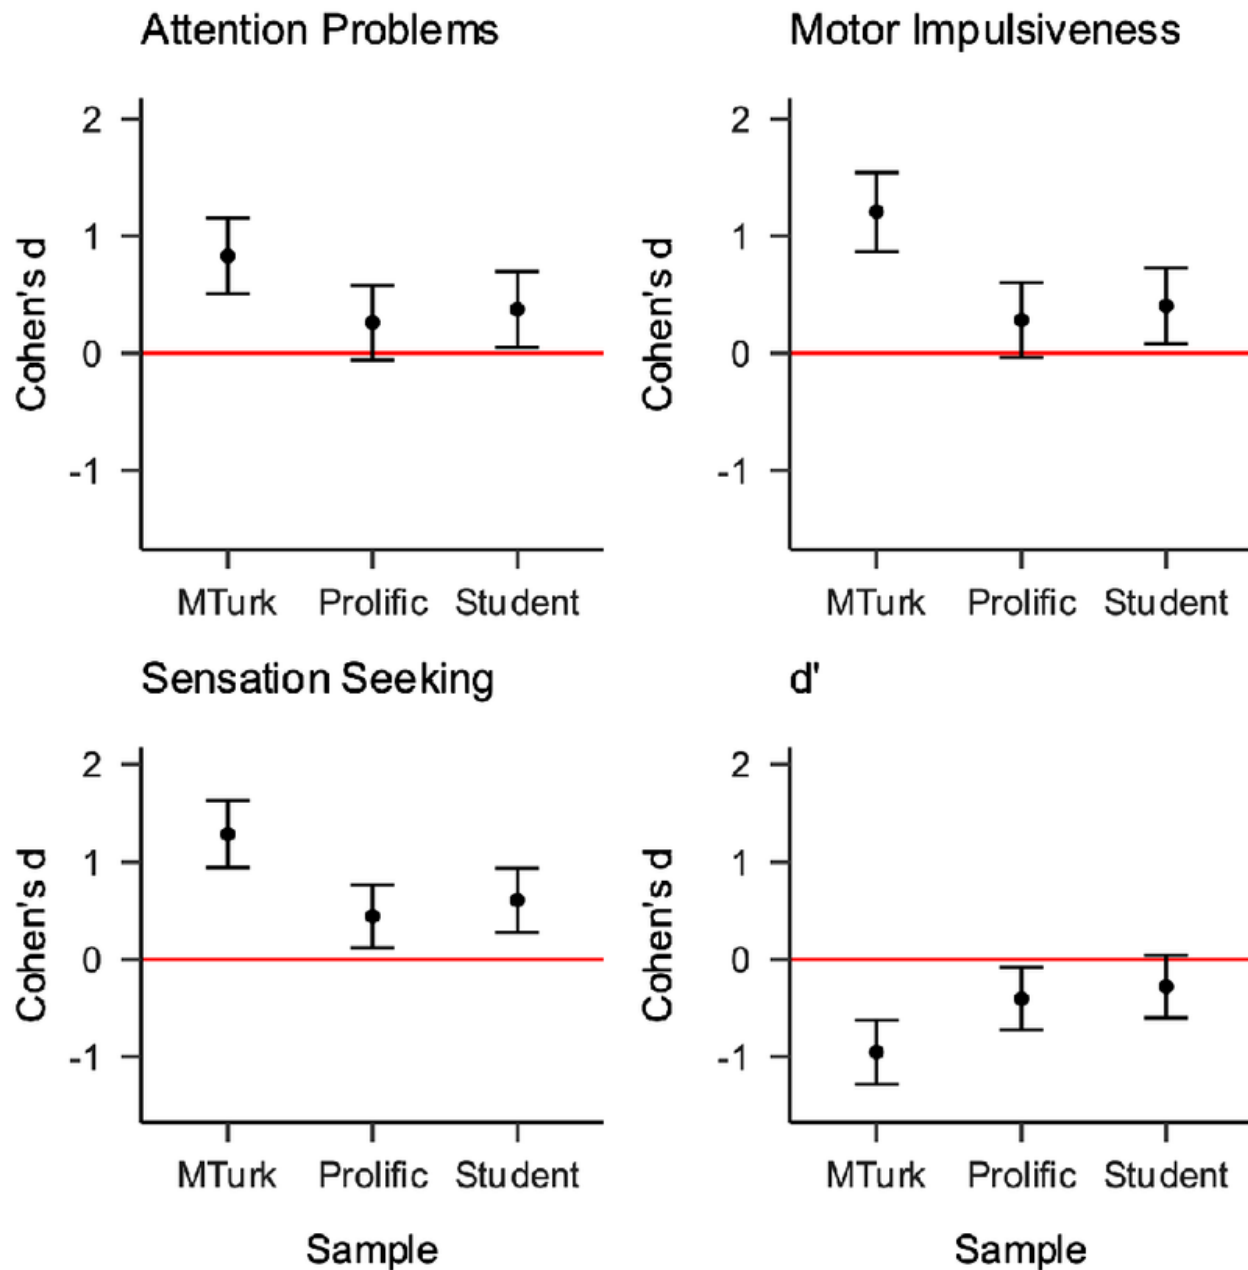 Attention Problems
Cohen's d
2
1
0
-1
MTurk Prolific Student
Motor Impulsiveness
Cohen's d
2
1
0
-1
MTurk Prolific Student
Sensation Seeking
Cohen's d
2
1
0
-1
MTurk Prolific Student
Sample
d'
Cohen's d
2
1
0
-1
MTurk Prolific Student
Sample